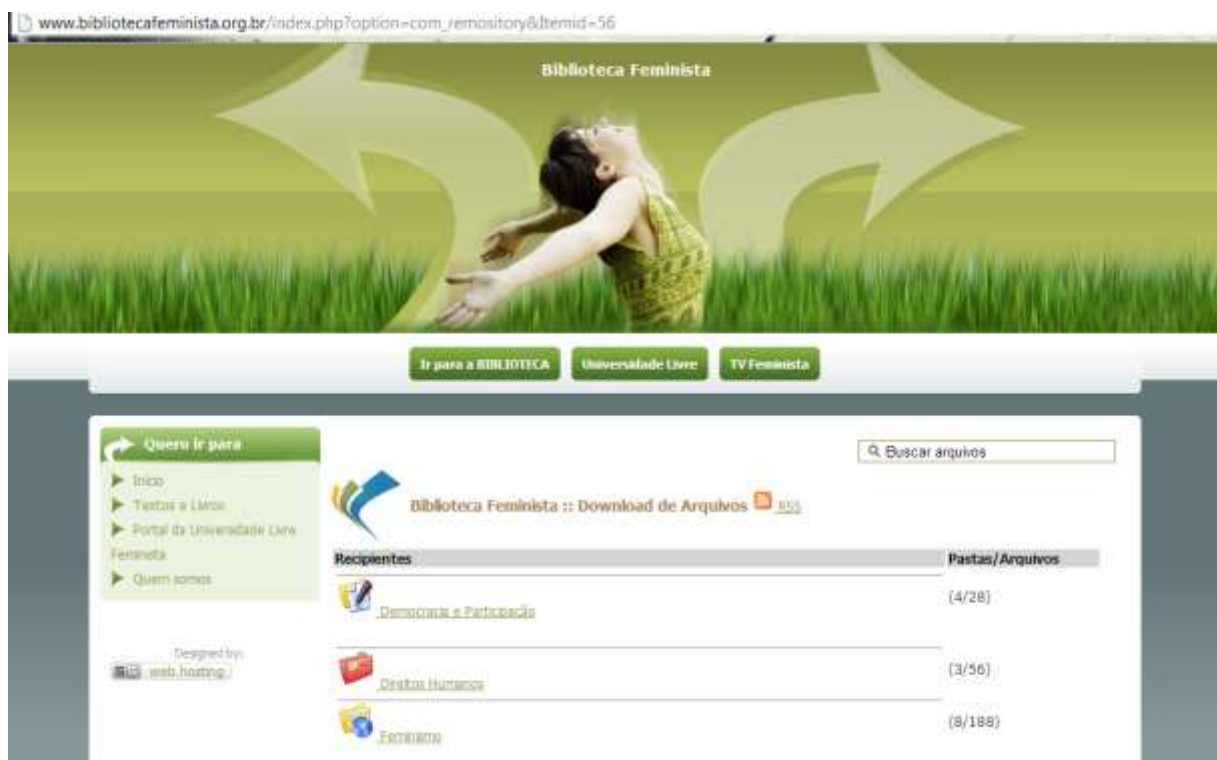 www.bibliotecafeminista.org.br/index.php?option=com_remository&Itemid=56
Biblioteca Feminista
Ir para a BIBLIOTECA
Universidade Livre
TV Feminista
Quero ir para
Início
Textos e Livros
Portal da Universidade Livre
Feminista
Quem somos
Designed by:
web hosting
Buscar arquivos
Biblioteca Feminista :: Download de Arquivos RSS
Recipientes Pastas/Arquivos
Democracia e Participação (4/28)
Direitos Humanos (3/56)
Feminismo (8/188)